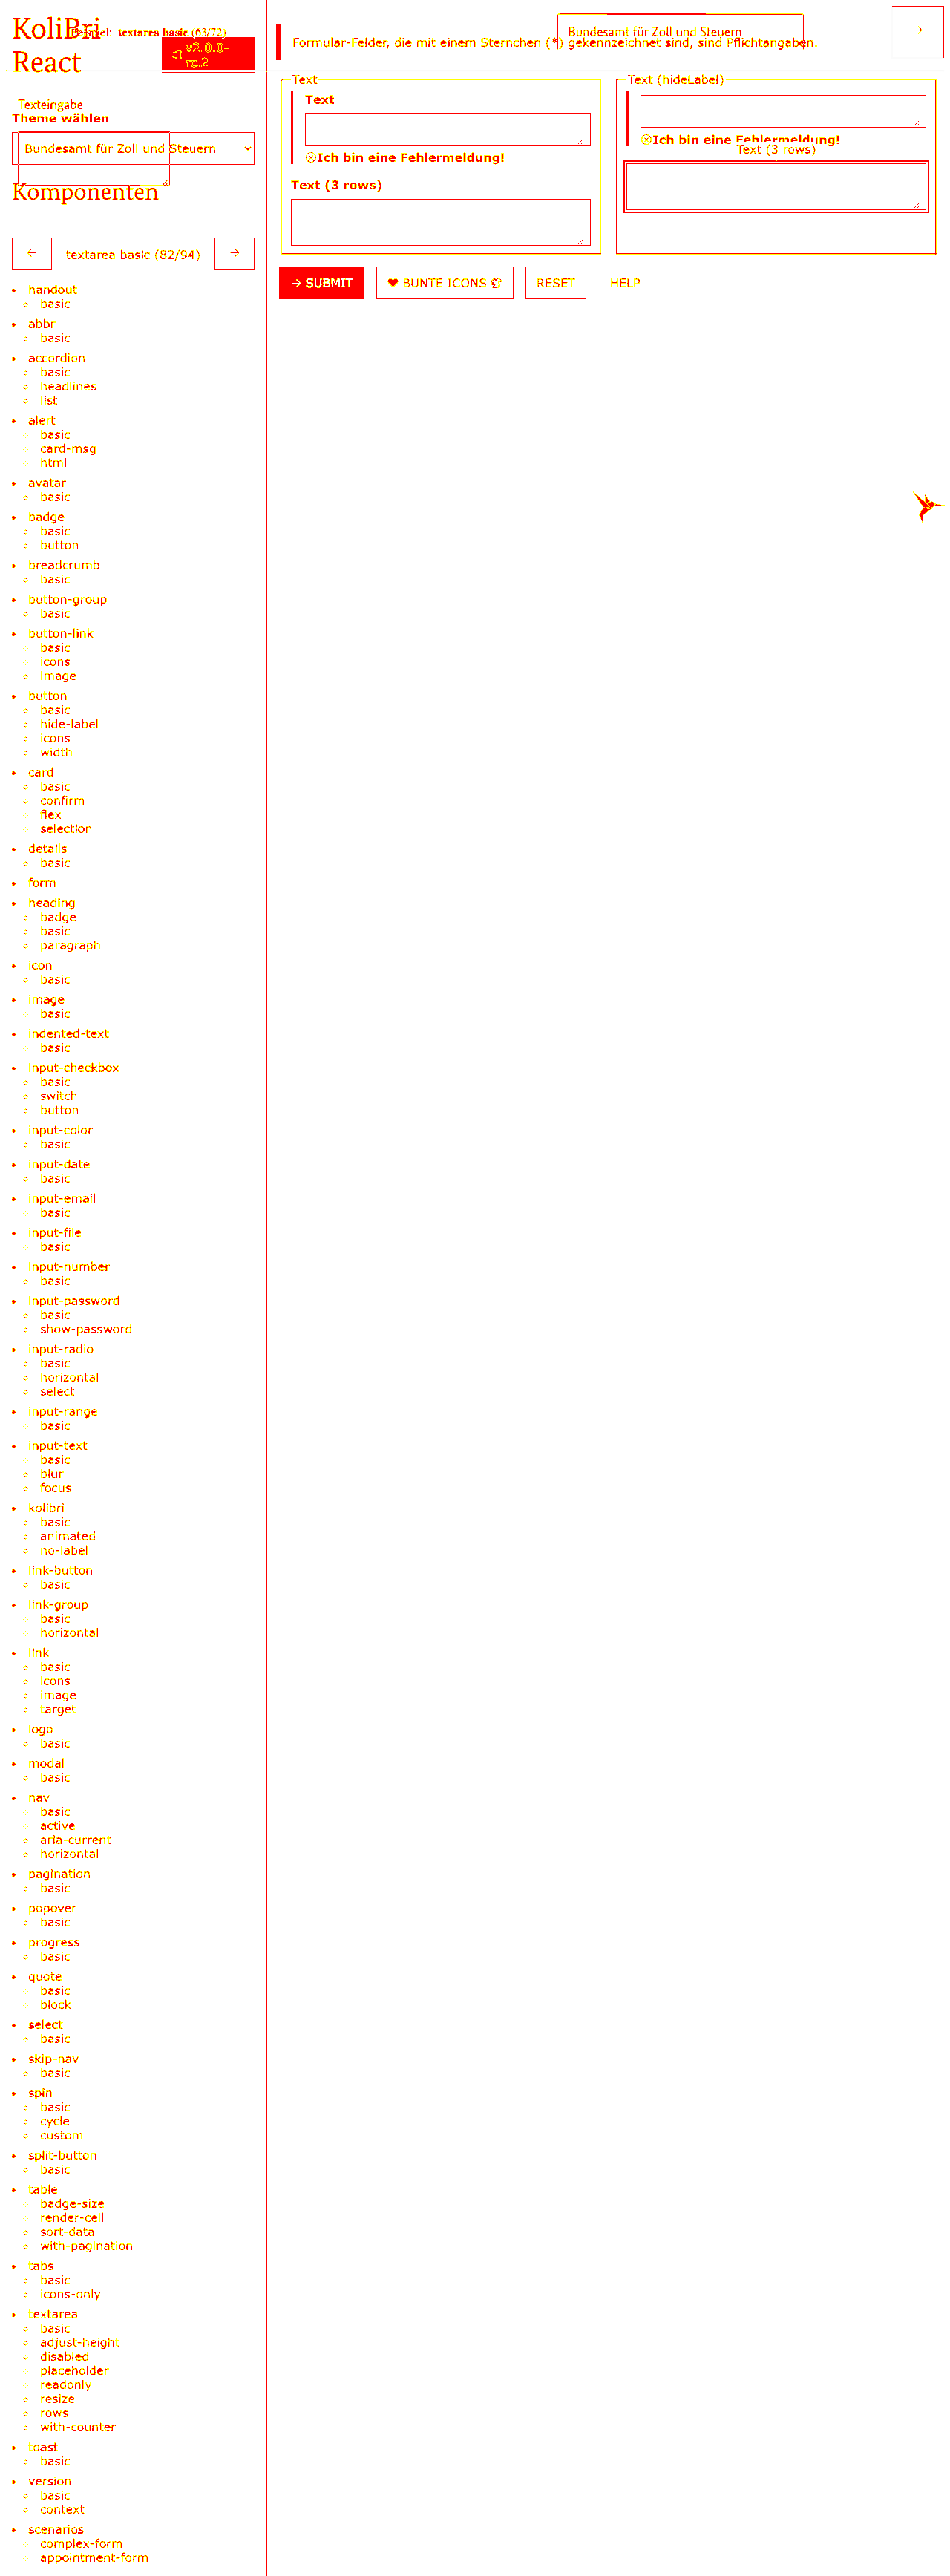 KoliBri
React
textarea basic (63/72)
v2.0.0-
rc.2
Texteingabe
Theme wählen
Bundesamt für Zoll und Steuern
Komponenten
← textarea basic (82/94) →
handout
basic
abbr
basic
accordion
basic
headlines
list
alert
basic
card-msg
html
avatar
basic
badge
basic
button
breadcrumb
basic
button-group
basic
button-link
basic
icons
image
button
basic
hide-label
icons
width
card
basic
confirm
flex
selection
details
basic
form
heading
badge
basic
paragraph
icon
basic
image
basic
indented-text
basic
input-checkbox
basic
switch
button
input-color
basic
input-date
basic
input-email
basic
input-file
basic
input-number
basic
input-password
basic
show-password
input-radio
basic
horizontal
select
input-range
basic
input-text
basic
blur
focus
kolibri
basic
animated
no-label
link-button
basic
link-group
basic
horizontal
link
basic
icons
image
target
logo
basic
modal
basic
nav
basic
active
aria-current
horizontal
pagination
basic
popover
basic
progress
basic
quote
basic
block
select
basic
skip-nav
basic
spin
basic
cycle
custom
split-button
basic
table
badge-size
render-cell
sort-data
with-pagination
tabs
basic
icons-only
textarea
basic
adjust-height
disabled
placeholder
readonly
resize
rows
with-counter
toast
basic
version
basic
context
scenarios
complex-form
appointment-form
Bundesamt für Zoll und Steuern
→
Formular-Felder, die mit einem Sternchen (*) gekennzeichnet sind, sind Pflichtangaben.
Text
Text
Ich bin eine Fehlermeldung!
Text (3 rows)
Text (hideLabel)
Ich bin eine Fehlermeldung!
Text (3 rows)
→ SUBMIT
BUNTE ICONS
RESET
HELP